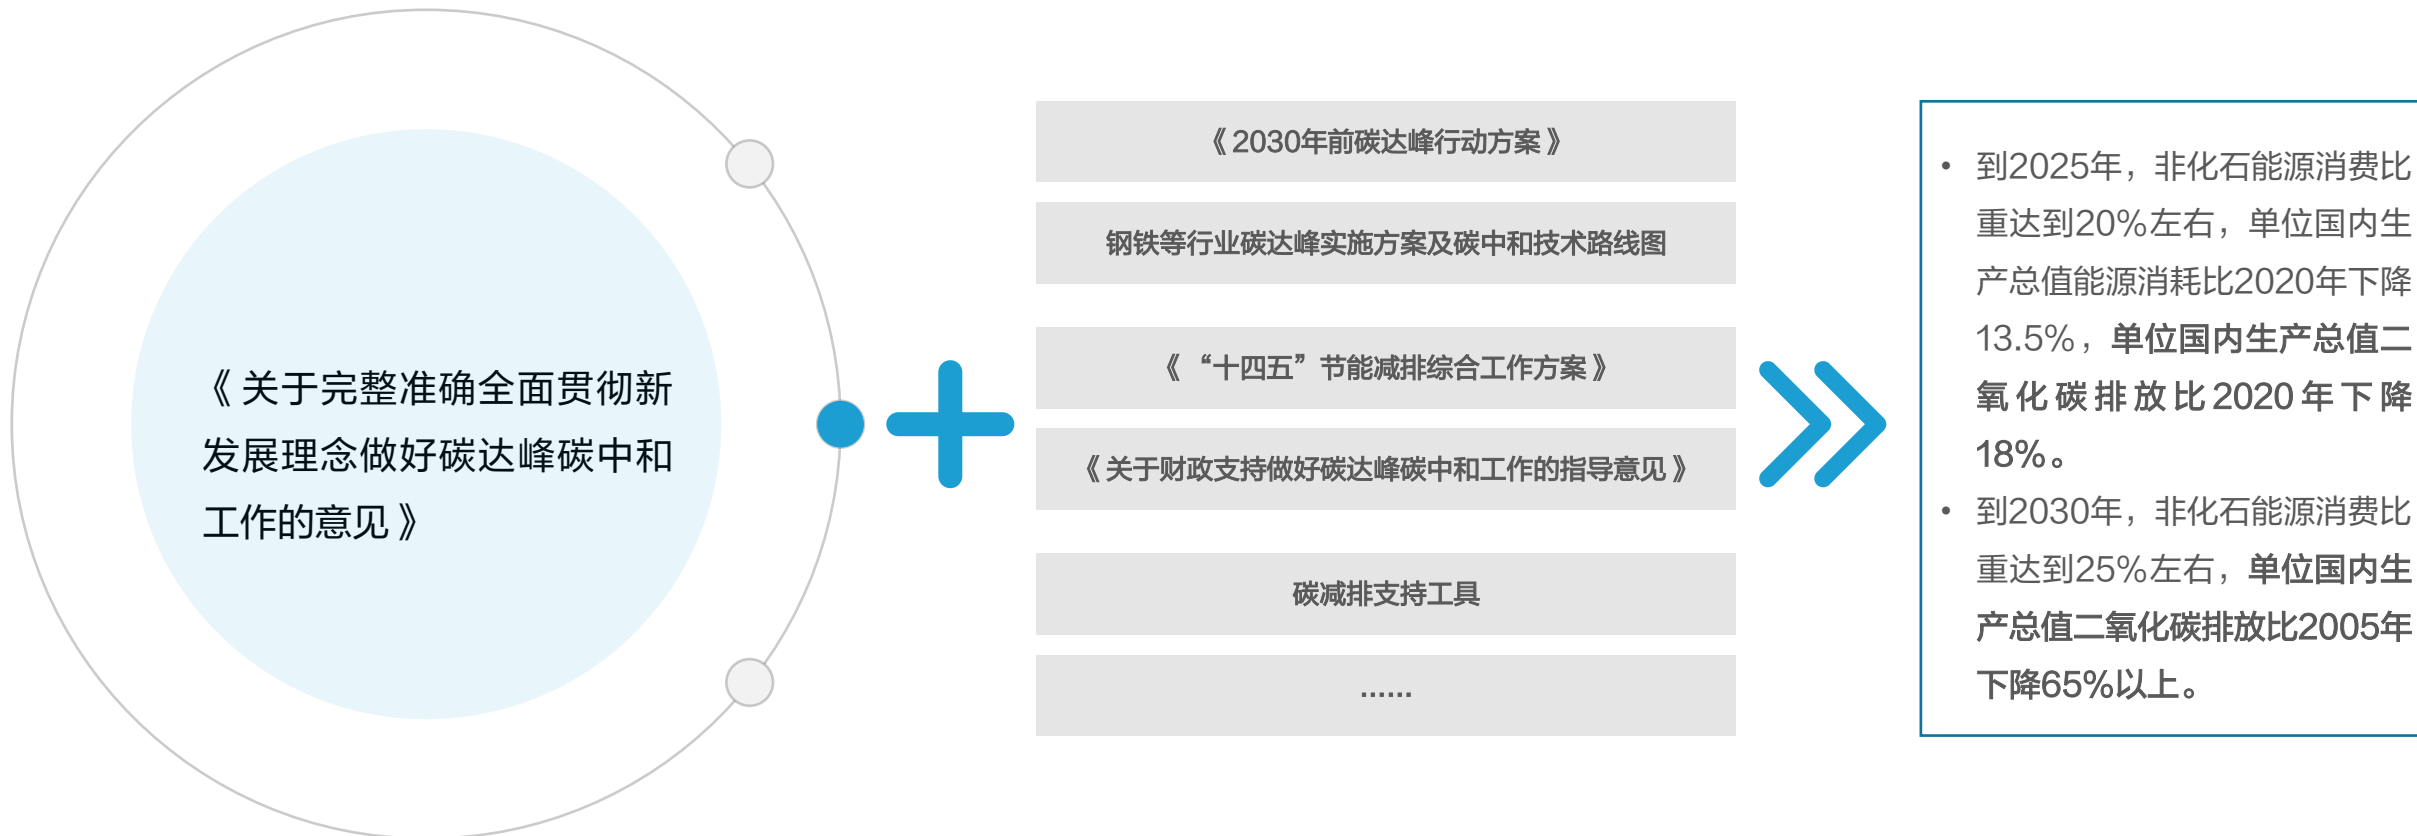 《关于完整准确全面贯彻新
发展理念做好碳达峰碳中和
工作的意见》
《2030年前碳达峰行动方案》
钢铁等行业碳达峰实施方案及碳中和技术路线图
《“十四五”节能减排综合工作方案》
《关于财政支持做好碳达峰碳中和工作的指导意见》
碳减排支持工具
……
• 到2025年，非化石能源消费比
重达到20%左右，单位国内生
产总值能源消耗比2020年下降
13.5%，单位国内生产总值二
氧化碳排放比2020年下降
18%。
• 到2030年，非化石能源消费比
重达到25%左右，单位国内生
产总值二氧化碳排放比2005年
下降65%以上。